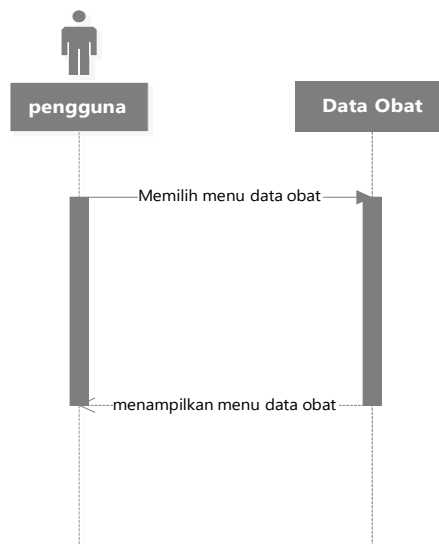 pengguna
Data Obat
Memilih menu data obat
menampilkan menu data obat